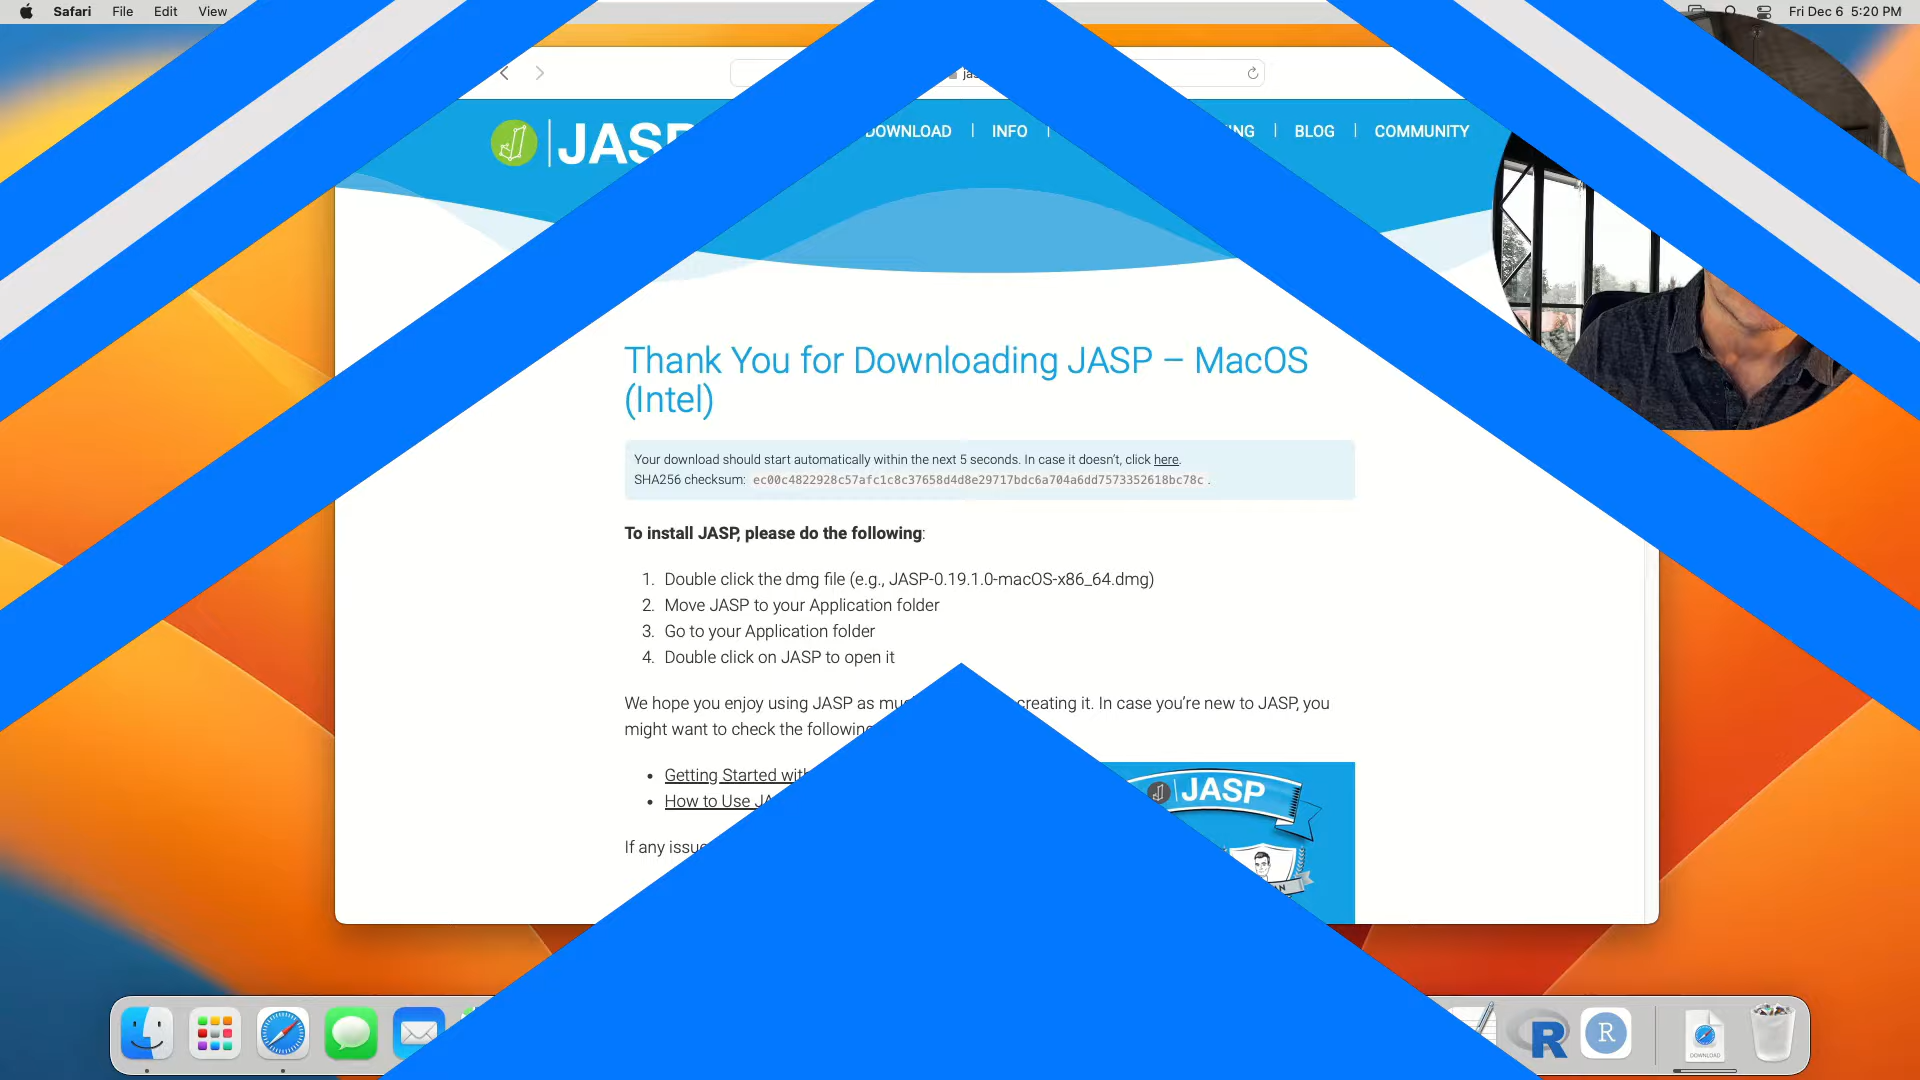 Safari File Edit View
Fri Dec 6 5:20 PM
JASP
DOWNLOAD | INFO | | BLOG | COMMUNITY
Thank You for Downloading JASP – MacOS
(Intel)
Your download should start automatically within the next 5 seconds. In case it doesn't, click here.
SHA256 checksum: ec00c4822928c57afc1c8c37658d4d8e29717bdc6a704a6dd7573352618bc78c.
To install JASP, please do the following:
1. Double click the dmg file (e.g., JASP-0.19.1.0-macOS-x86_64.dmg)
2. Move JASP to your Application folder
3. Go to your Application folder
4. Double click on JASP to open it
We hope you enjoy using JASP as creating it. In case you're new to JASP, you
might want to check the following
• Getting Started with
• How to Use
JASP
If any
R
R
DOWNLOAD